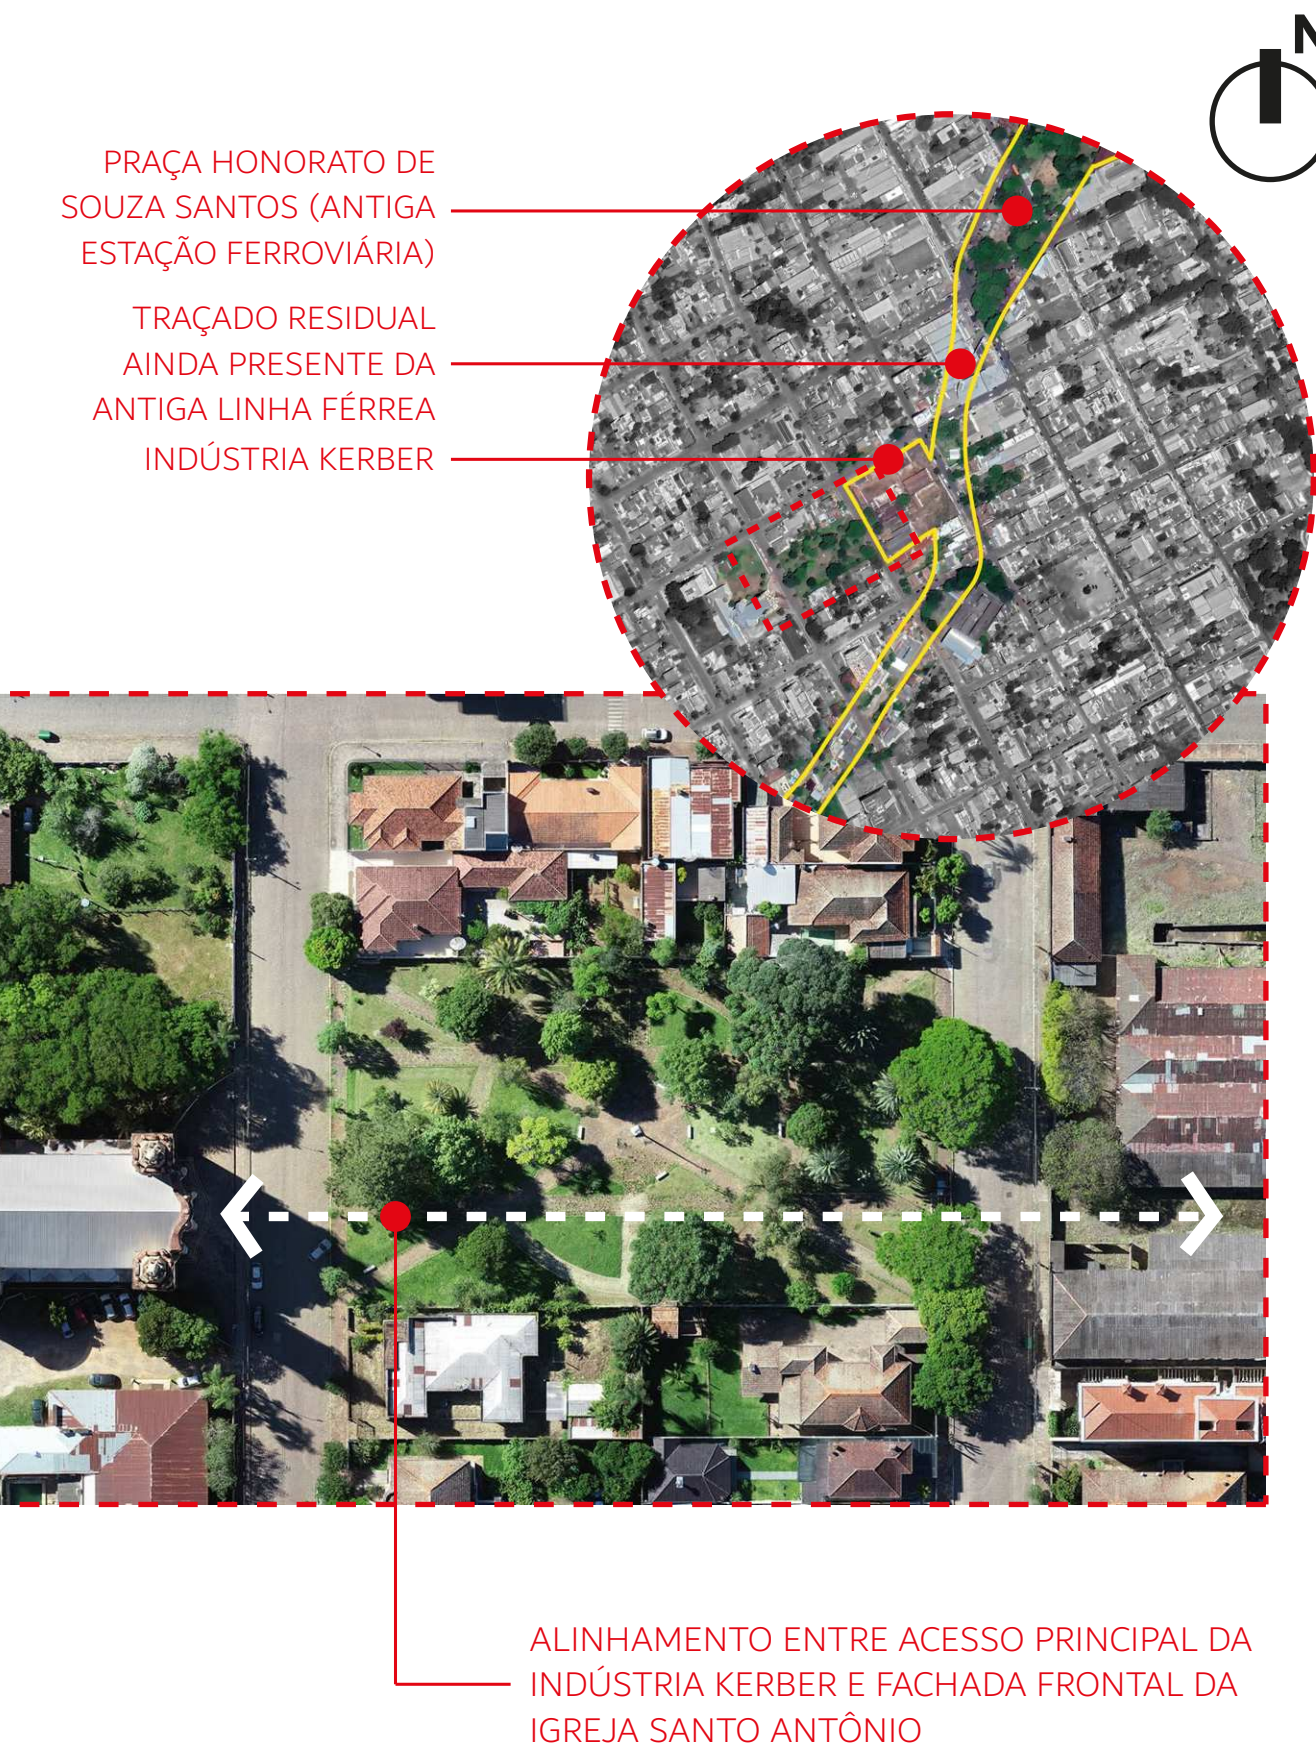 N
PRAÇA HONORATO DE
SOUZA SANTOS (ANTIGA
ESTAÇÃO FERROVIÁRIA)
TRAÇADO RESIDUAL
AINDA PRESENTE DA
ANTIGA LINHA FÉRREA
INDÚSTRIA KERBER
ALINHAMENTO ENTRE ACESSO PRINCIPAL DA
INDÚSTRIA KERBER E FACHADA FRONTAL DA
IGREJA SANTO ANTÔNIO